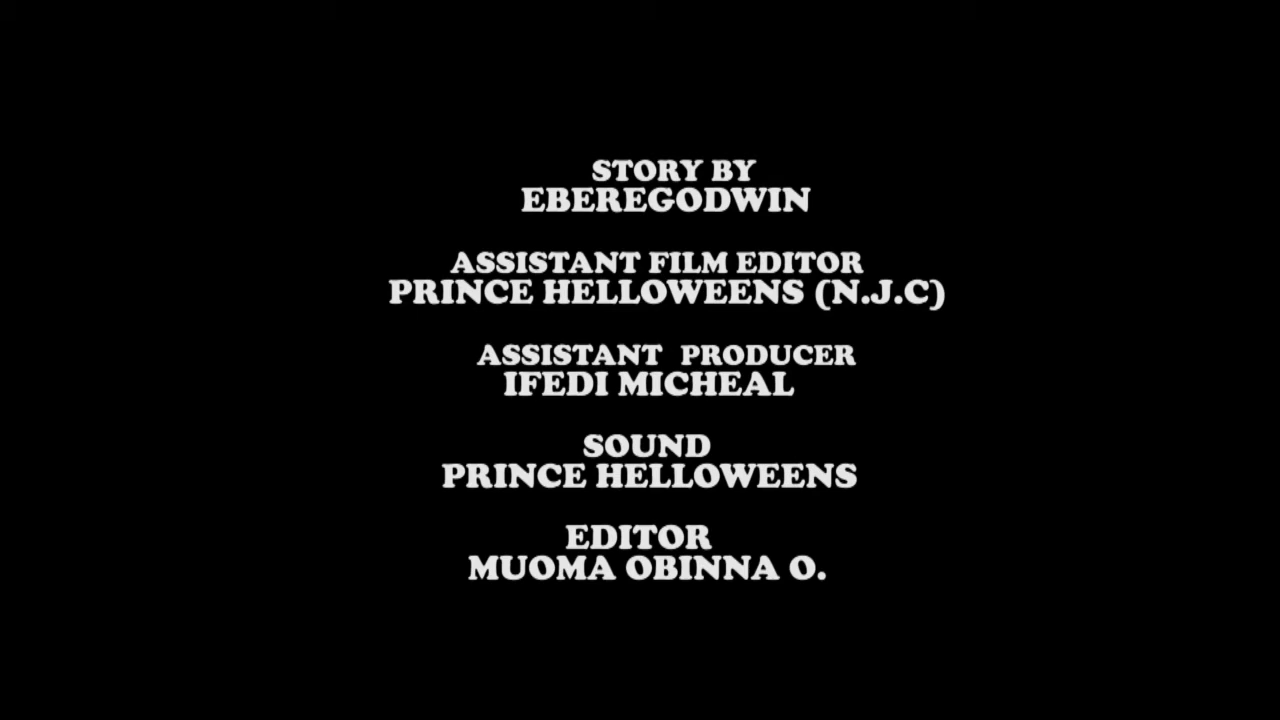 STORY BY
EBEREGODWIN
ASSISTANT FILM EDITOR
PRINCE HELLOWEENS (N.J.C)
ASSISTANT PRODUCER
IFEDI MICHEAL
SOUND
PRINCE HELLOWEENS
EDITOR
MUOMA OBINNA O.